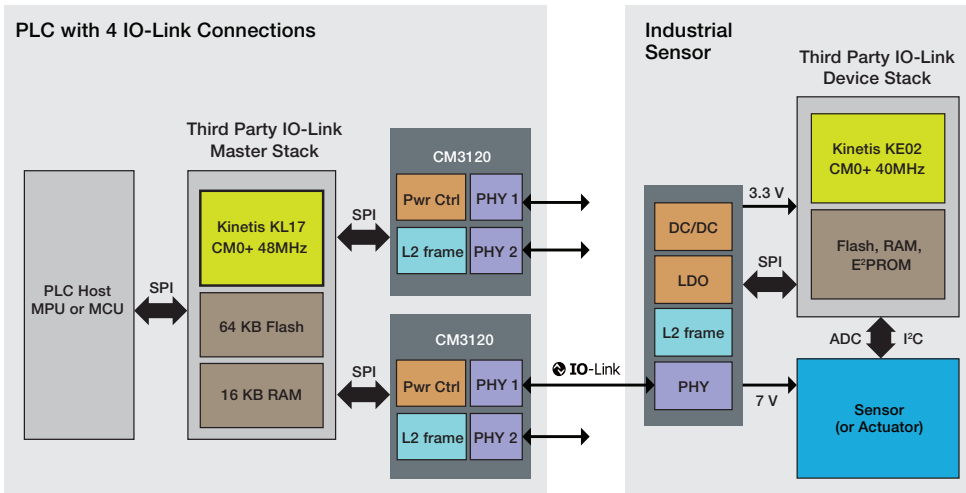 PLC with 4 IO-Link Connections
PLC Host
MPU or MCU
SPI
Third Party IO-Link
Master Stack
Kinetis KL17
CM0+ 48MHz
64 KB Flash
16 KB RAM
SPI
SPI
CM3120
Pwr Ctrl
PHY 1
L2 frame
PHY 2
CM3120
Pwr Ctrl
PHY 1
L2 frame
PHY 2
IO-Link
Industrial
Sensor
DC/DC
LDO
L2 frame
PHY
3.3 V
SPI
7 V
Third Party IO-Link
Device Stack
Kinetis KE02
CM0+ 40MHz
Flash, RAM,
E²PROM
ADC
I²C
Sensor
(or Actuator)